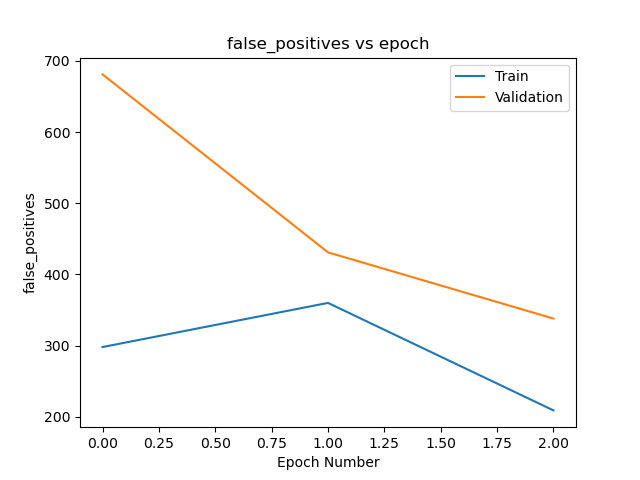 false_positives vs epoch
Train
Validation
700
600
500
400
300
200
false_positives
0.00 0.25 0.50 0.75 1.00 1.25 1.50 1.75 2.00
Epoch Number